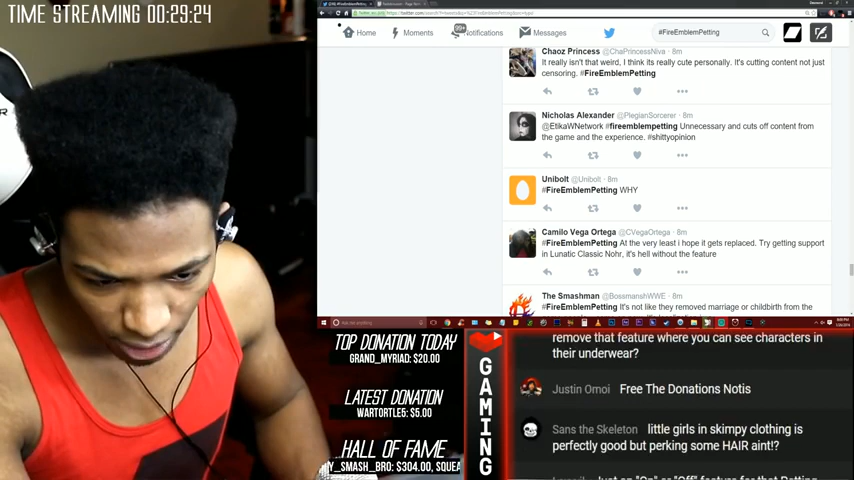 TIME STREAMING 00:29:24
Home
Moments
99+
Notifications
Messages
#FireEmblemPetting
Chaoz Princess @ChaPrincessNiva · 8m
It really isn't that weird, I think its really cute personally. It's cutting content not just
censoring. #FireEmblemPetting
Nicholas Alexander @PlegianSorcerer · 8m
@EtikaWNetwork #fireemblempetting Unnecessary and cuts off content from
the game and the experience. #shittyopinion
Unibolt @Unibolt · 8m
#FireEmblemPetting WHY
Camilo Vega Ortega @CVegaOrtega · 8m
#FireEmblemPetting At the very least i hope it gets replaced. Try getting support
in Lunatic Classic Nohr, it's hell without the feature
The Smashman @BossmanshWWE · 8m
#FireEmblemPetting It's not like they removed marriage or childbirth from the
TOP DONATION TODAY
GRAND_MYRIAD: $20.00
LATEST DONATION
WARTORTLE5: $5.00
HALL OF FAME
Y_SMASH_BRO: $304.00, SQUEA
GAMING
remove that feature where you can see characters in
their underwear?
Justin Omoi Free The Donations Notis
Sans the Skeleton little girls in skimpy clothing is
perfectly good but perking some HAIR aint!?